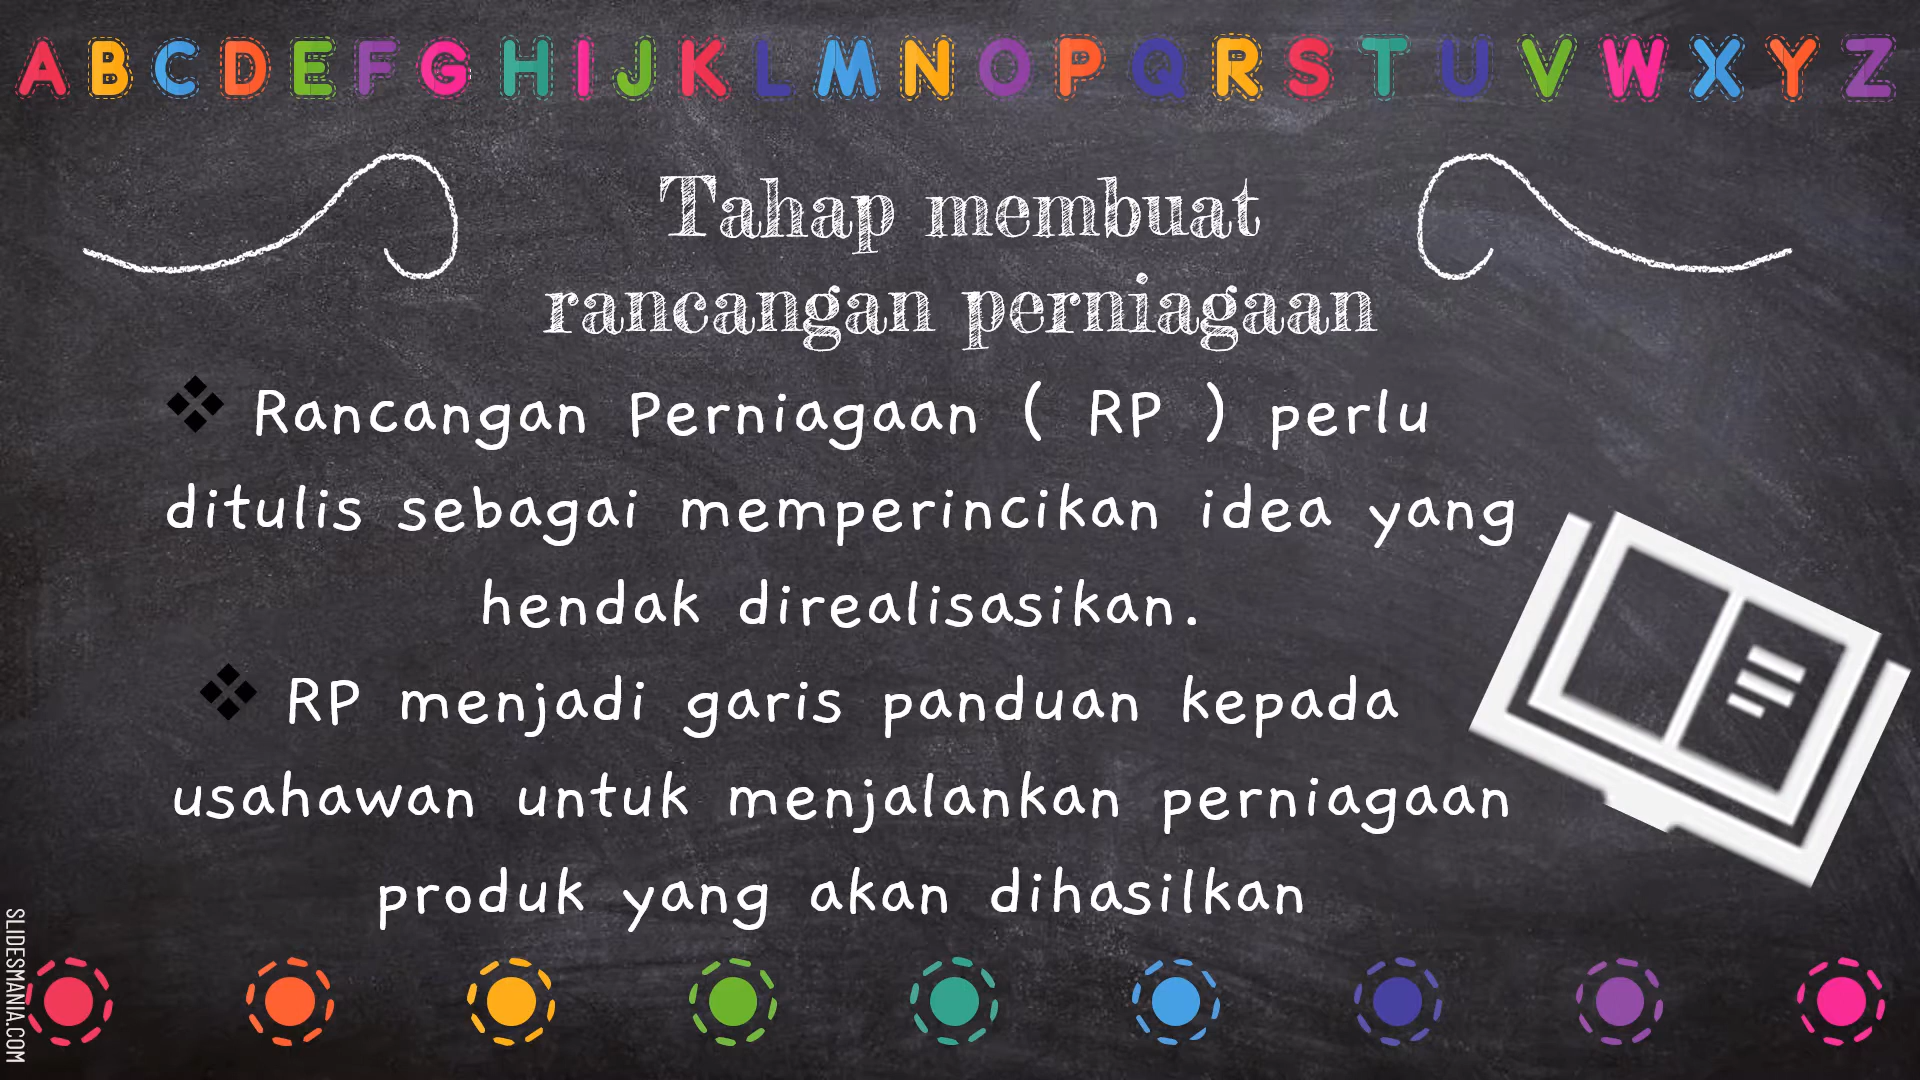 A B C D E F G H I J K L M N O P Q R S T U V W X Y Z
Tahap membuat
rancangan perniagaan
❖ Rancangan Perniagaan ( RP ) perlu
ditulis sebagai memperincikan idea yang
hendak direalisasikan.
❖ RP menjadi garis panduan kepada
usahawan untuk menjalankan perniagaan
produk yang akan dihasilkan
SLIDESMANIA.COM